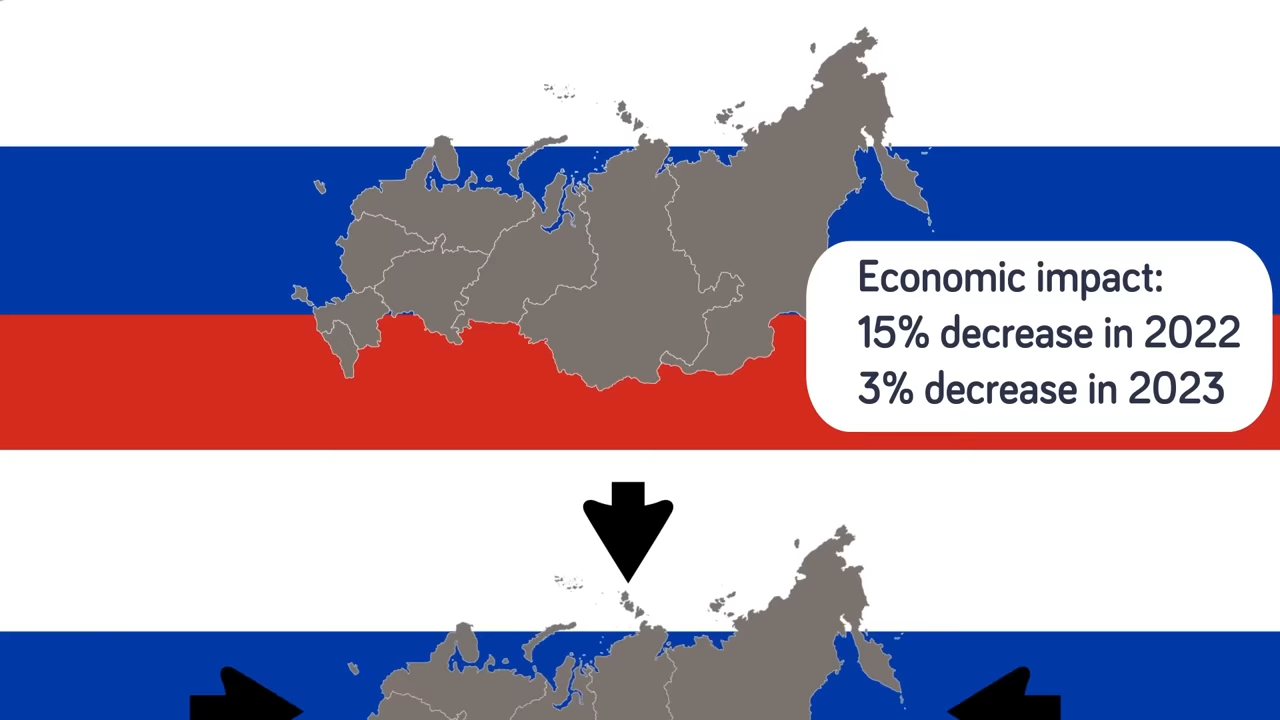 Economic impact:
15% decrease in 2022
3% decrease in 2023